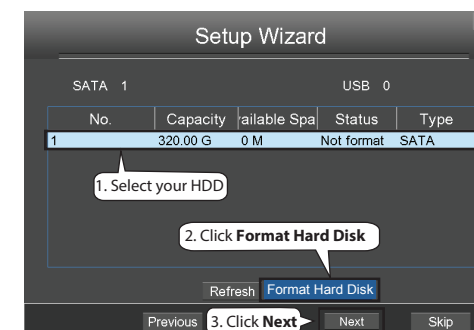 Setup Wizard
SATA 1 USB 0
No. Capacity vailable Spa Status Type
1 320.00 G 0 M Not format SATA
1. Select your HDD
2. Click Format Hard Disk
Refresh Format Hard Disk
Previous 3. Click Next Next Skip